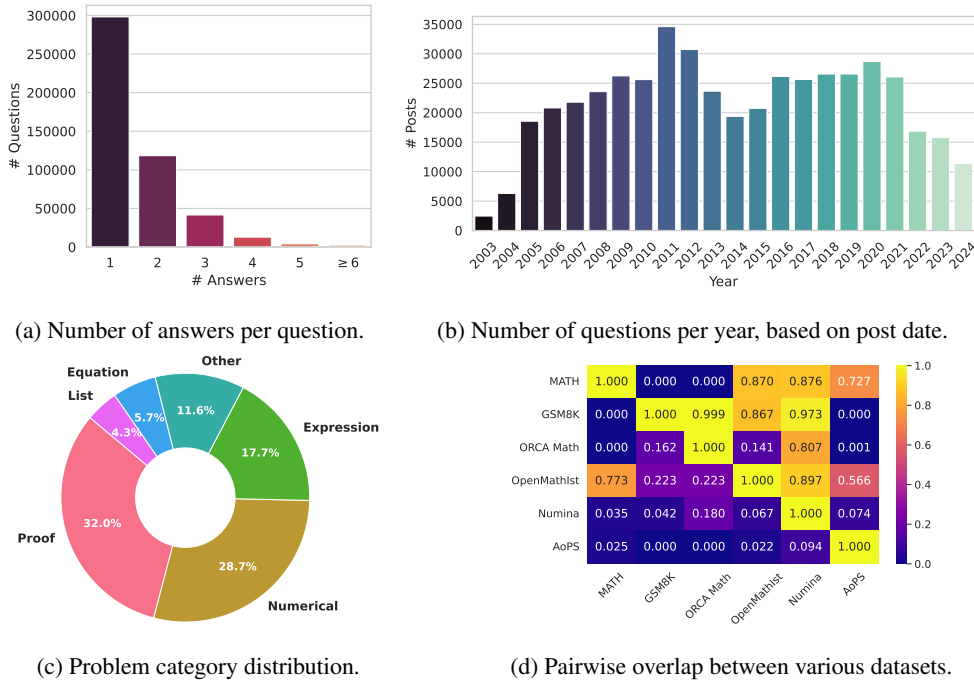 300000
250000
200000
150000
100000
50000
0
# Questions
1 2 3 4 5 ≥ 6
# Answers
(a) Number of answers per question.
35000
30000
25000
20000
15000
10000
5000
0
# Posts
2003 2004 2005 2006 2007 2008 2009 2010 2011 2012 2013 2014 2015 2016 2017 2018 2019 2020 2021 2022 2023 2024
Year
(b) Number of questions per year, based on post date.
Other
11.6%
Equation
5.7%
List
4.3%
Expression
17.7%
Proof
32.0%
Numerical
28.7%
(c) Problem category distribution.
MATH 1.000 0.000 0.000 0.870 0.876 0.727
GSM8K 0.000 1.000 0.999 0.867 0.973 0.000
ORCA Math 0.000 0.162 1.000 0.141 0.807 0.001
OpenMathIst 0.773 0.223 0.223 1.000 0.897 0.566
Numina 0.035 0.042 0.180 0.067 1.000 0.074
AoPS 0.025 0.000 0.000 0.022 0.094 1.000
MATH GSM8K ORCA Math OpenMathIst Numina AoPS
1.0
0.8
0.6
0.4
0.2
0.0
(d) Pairwise overlap between various datasets.